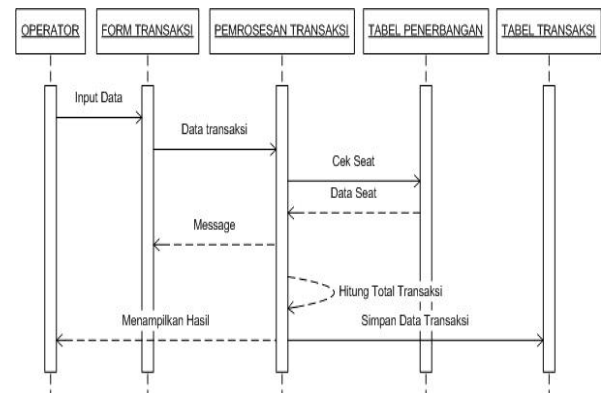 OPERATOR
FORM TRANSAKSI
PEMROSESAN TRANSAKSI
TABEL PENERBANGAN
TABEL TRANSAKSI
Input Data
Data transaksi
Cek Seat
Data Seat
Message
Hitung Total Transaksi
Menampilkan Hasil
Simpan Data Transaksi